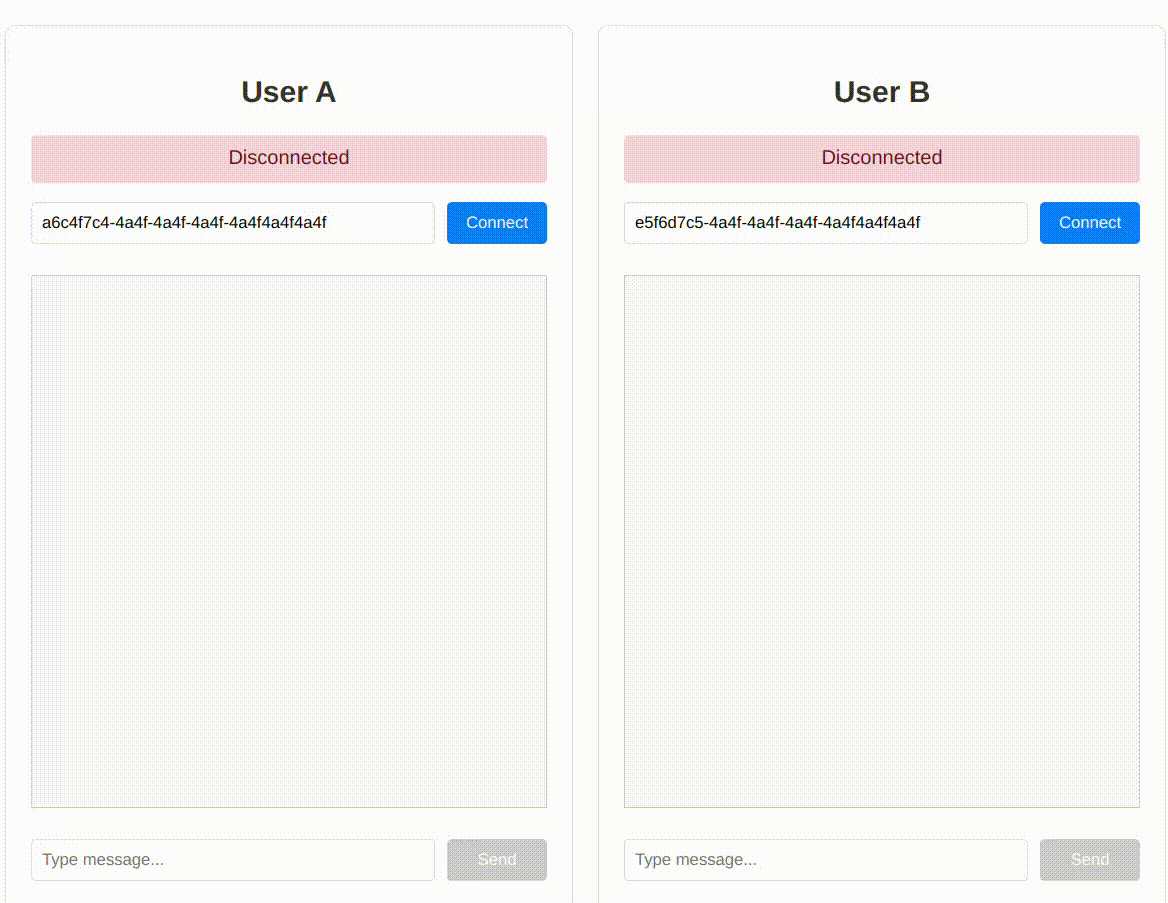 User A
Disconnected
a6c4f7c4-4a4f-4a4f-4a4f-4a4f4a4f4a4f
Connect
Type message...
Send
User B
Disconnected
e5f6d7c5-4a4f-4a4f-4a4f-4a4f4a4f4a4f
Connect
Type message...
Send